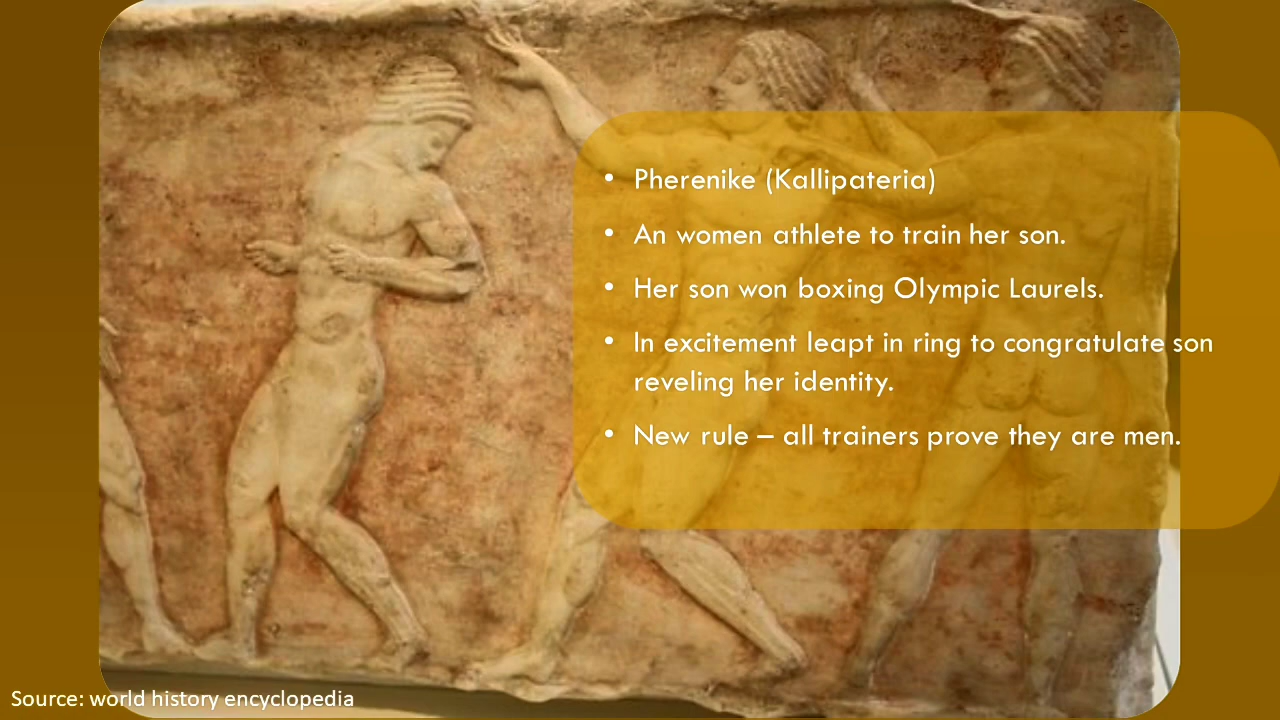 • Pherenike (Kallipateria)
• An women athlete to train her son.
• Her son won boxing Olympic Laurels.
• In excitement leapt in ring to congratulate son
reveling her identity.
• New rule – all trainers prove they are men.
Source: world history encyclopedia